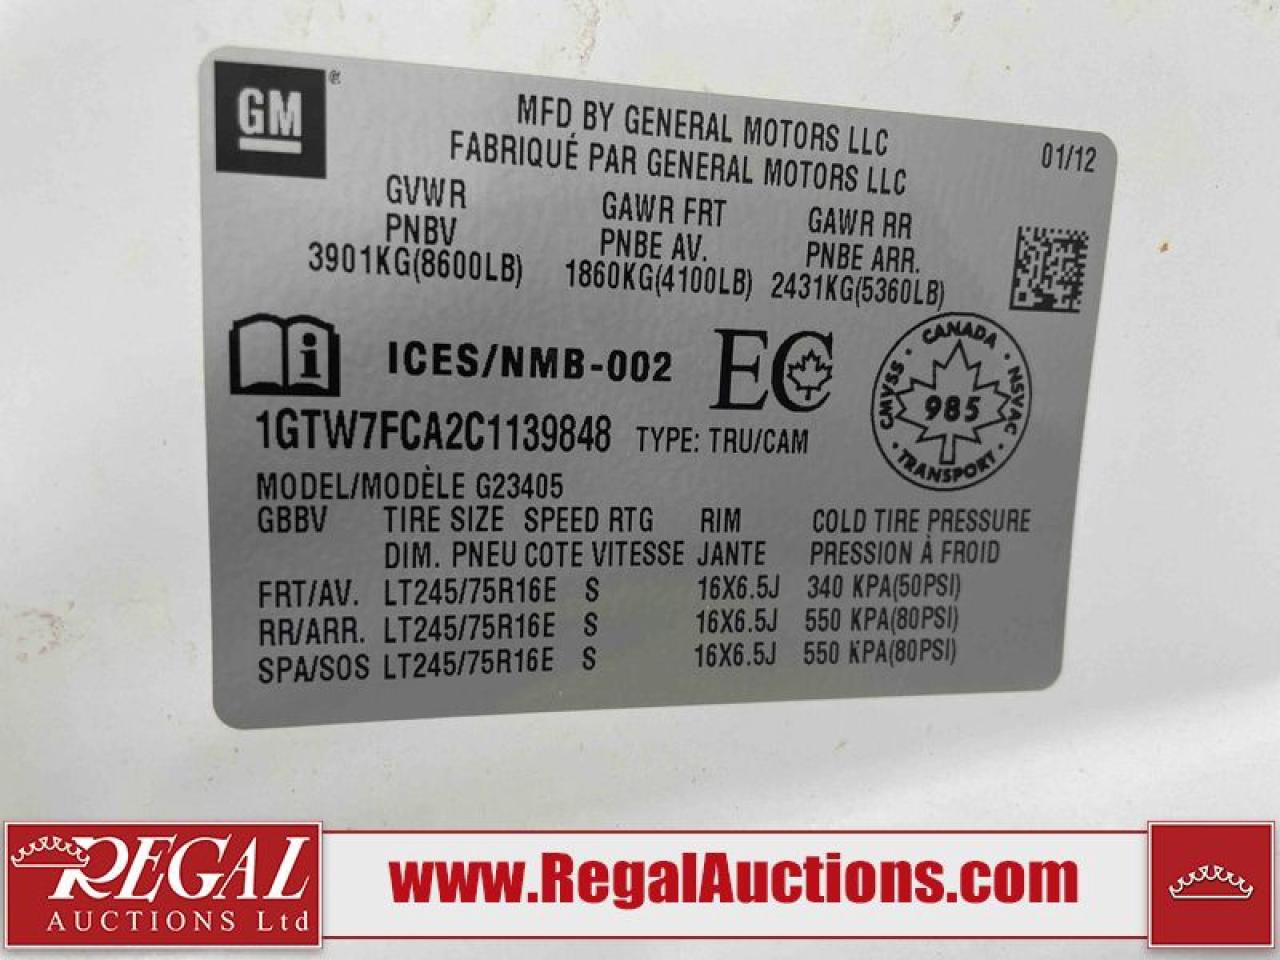 GM ®
MFD BY GENERAL MOTORS LLC
FABRIQUÉ PAR GENERAL MOTORS LLC
01/12
GVWR GAWR FRT GAWR RR
PNBV PNBE AV. PNBE ARR.
3901KG(8600LB) 1860KG(4100LB) 2431KG(5360LB)
i ICES/NMB-002 EC
CANADA
CMVSS 985 NSVAC
TRANSPORT
1GTW7FCA2C1139848 TYPE: TRU/CAM
MODEL/MODÈLE G23405
GBBV TIRE SIZE SPEED RTG RIM COLD TIRE PRESSURE
DIM. PNEU COTE VITESSE JANTE PRESSION À FROID
FRT/AV. LT245/75R16E S 16X6.5J 340 KPA(50PSI)
RR/ARR. LT245/75R16E S 16X6.5J 550 KPA(80PSI)
SPA/SOS LT245/75R16E S 16X6.5J 550 KPA(80PSI)
REGAL
AUCTIONS Ltd
www.RegalAuctions.com